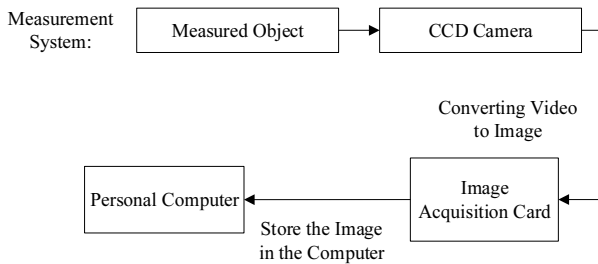 Measurement
System:
Measured Object
CCD Camera
Converting Video
to Image
Personal Computer
Image
Acquisition Card
Store the Image
in the Computer